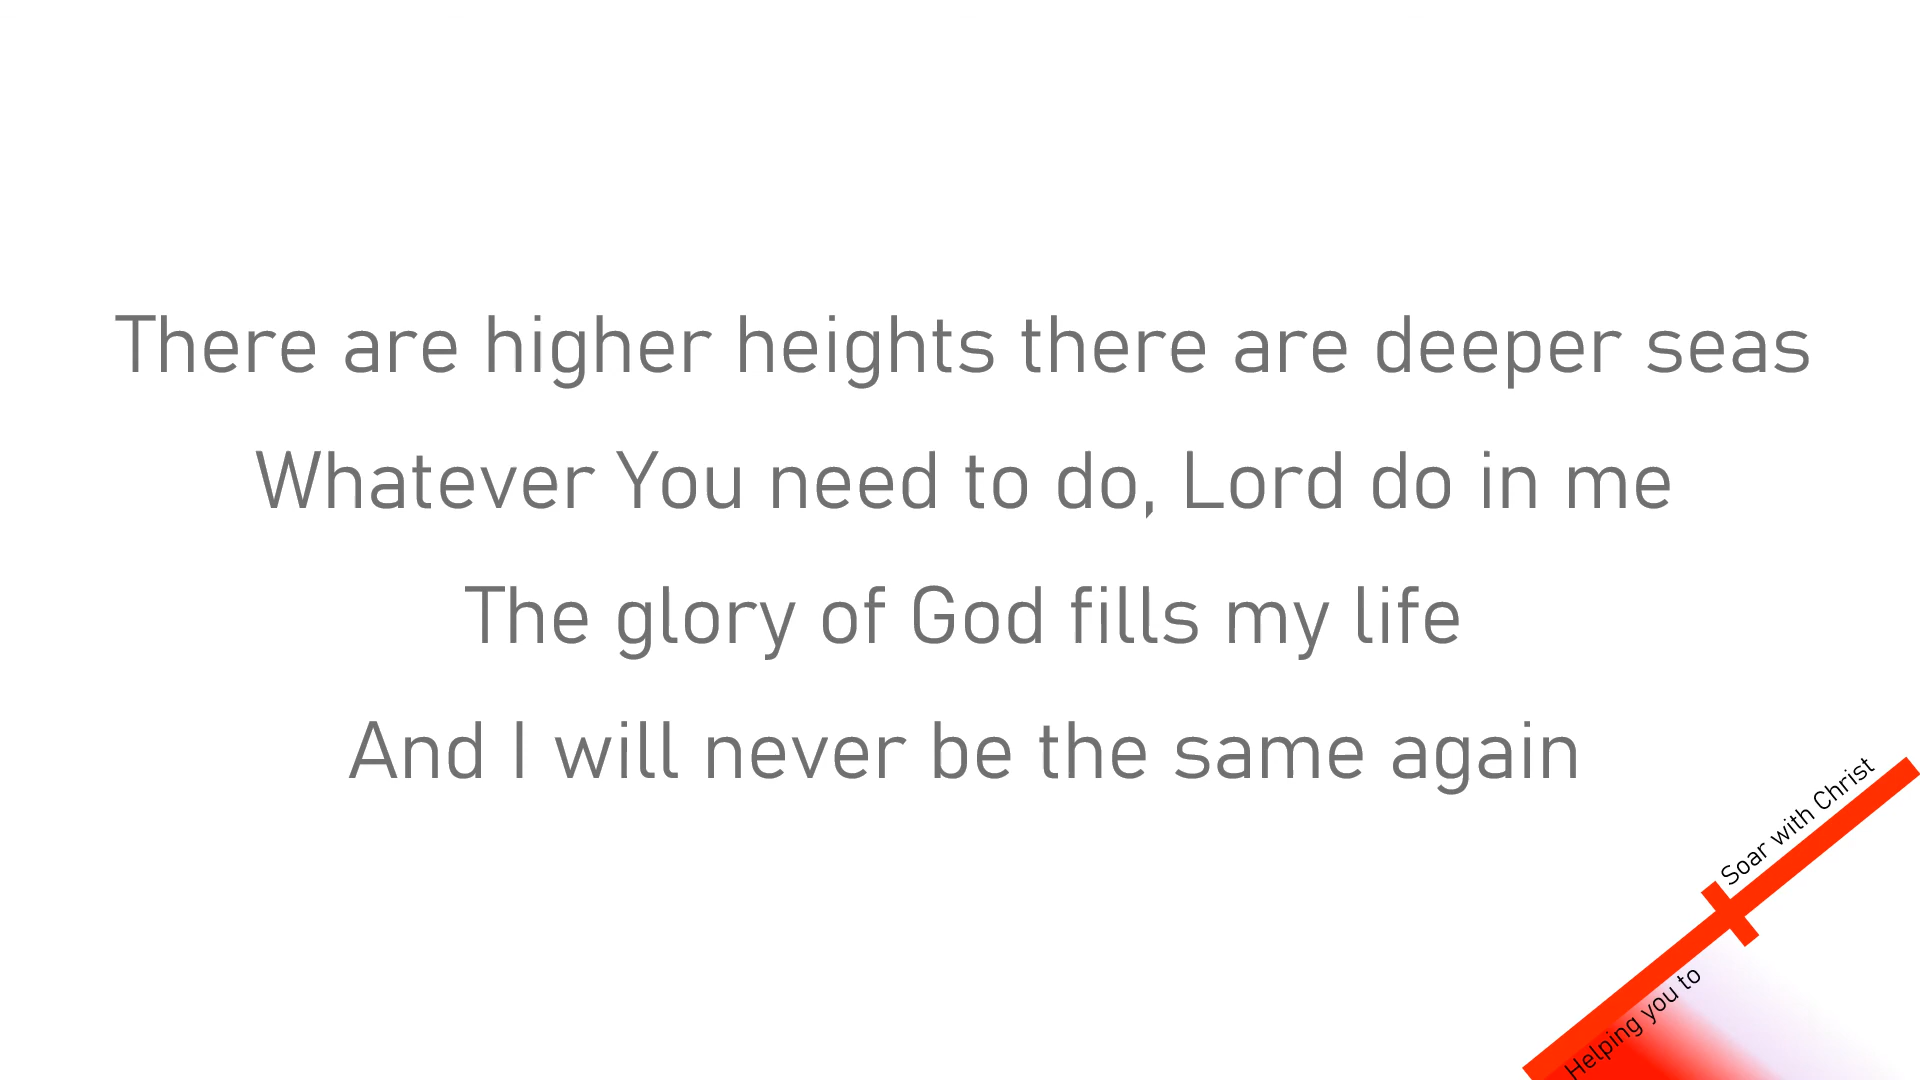 There are higher heights there are deeper seas
Whatever You need to do, Lord do in me
The glory of God fills my life
And I will never be the same again
Helping you to
Soar with Christ